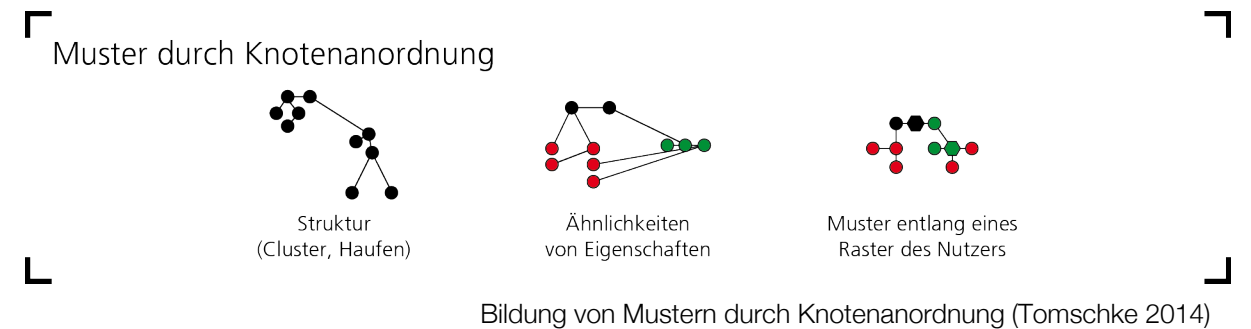 Muster durch Knotenanordnung
Struktur
(Cluster, Haufen)
Ähnlichkeiten
von Eigenschaften
Muster entlang eines
Raster des Nutzers
Bildung von Mustern durch Knotenanordnung (Tomschke 2014)